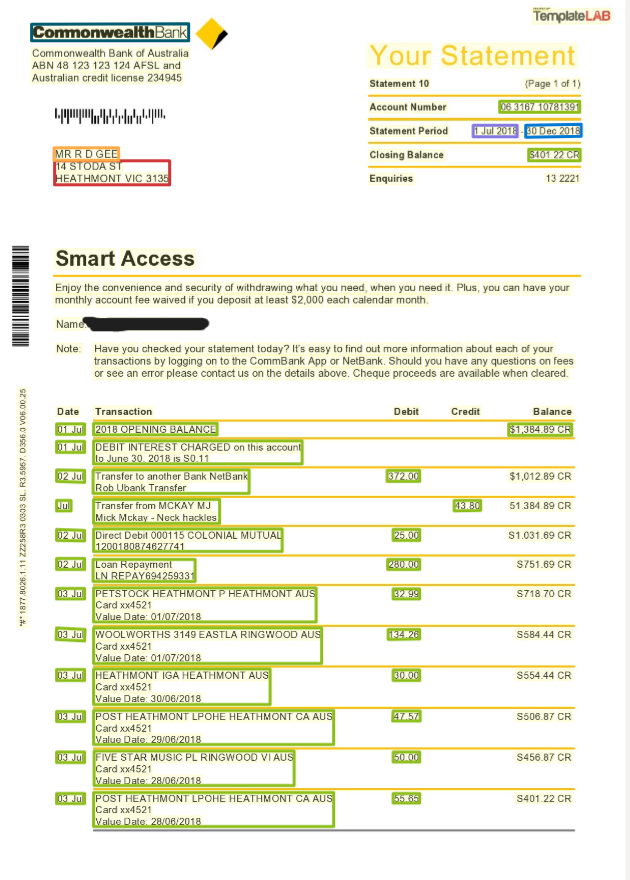 TemplateLAB
CommonwealthBank
Commonwealth Bank of Australia
ABN 48 123 123 124 AFSL and
Australian credit license 234945
Your Statement
Statement 10 (Page 1 of 1)
Account Number 06 3167 10781391
Statement Period 1 Jul 2018 - 30 Dec 2018
Closing Balance $401.22 CR
Enquiries 13 2221
MR R D GEE
14 STODA ST
HEATHMONT VIC 3135
Smart Access
Enjoy the convenience and security of withdrawing what you need, when you need it. Plus, you can have your
monthly account fee waived if you deposit at least $2,000 each calendar month.
Name:
Note: Have you checked your statement today? It's easy to find out more information about each of your
transactions by logging on to the CommBank App or NetBank. Should you have any questions on fees
or see an error please contact us on the details above. Cheque proceeds are available when cleared.
Date Transaction Debit Credit Balance
01 Jul 2018 OPENING BALANCE $1,384.89 CR
01 Jul DEBIT INTEREST CHARGED on this account
to June 30. 2018 is S0.11
02 Jul Transfer to another Bank NetBank 372.00 $1,012.89 CR
Rob Ubank Transfer
Jul Transfer from MCKAY MJ 43.80 51.384.89 CR
Mick Mckay - Neck hackles
02 Jul Direct Debit 000115 COLONIAL MUTUAL 25.00 S1.031.69 CR
1200180874627741
02 Jul Loan Repayment 280.00 S751.69 CR
LN REPAY694259331
03 Jul PETSTOCK HEATHMONT P HEATHMONT AUS 32.99 S718.70 CR
Card xx4521
Value Date: 01/07/2018
03 Jul WOOLWORTHS 3149 EASTLA RINGWOOD AUS 134.26 S584.44 CR
Card xx4521
Value Date: 01/07/2018
03 Jul HEATHMONT IGA HEATHMONT AUS 30.00 S554.44 CR
Card xx4521
Value Date: 30/06/2018
03 Jul POST HEATHMONT LPOHE HEATHMONT CA AUS 47.57 S506.87 CR
Card xx4521
Value Date: 29/06/2018
03 Jul FIVE STAR MUSIC PL RINGWOOD VI AUS 50.00 S456.87 CR
Card xx4521
Value Date: 28/06/2018
03 Jul POST HEATHMONT LPOHE HEATHMONT CA AUS 55.65 S401.22 CR
Card xx4521
Value Date: 28/06/2018